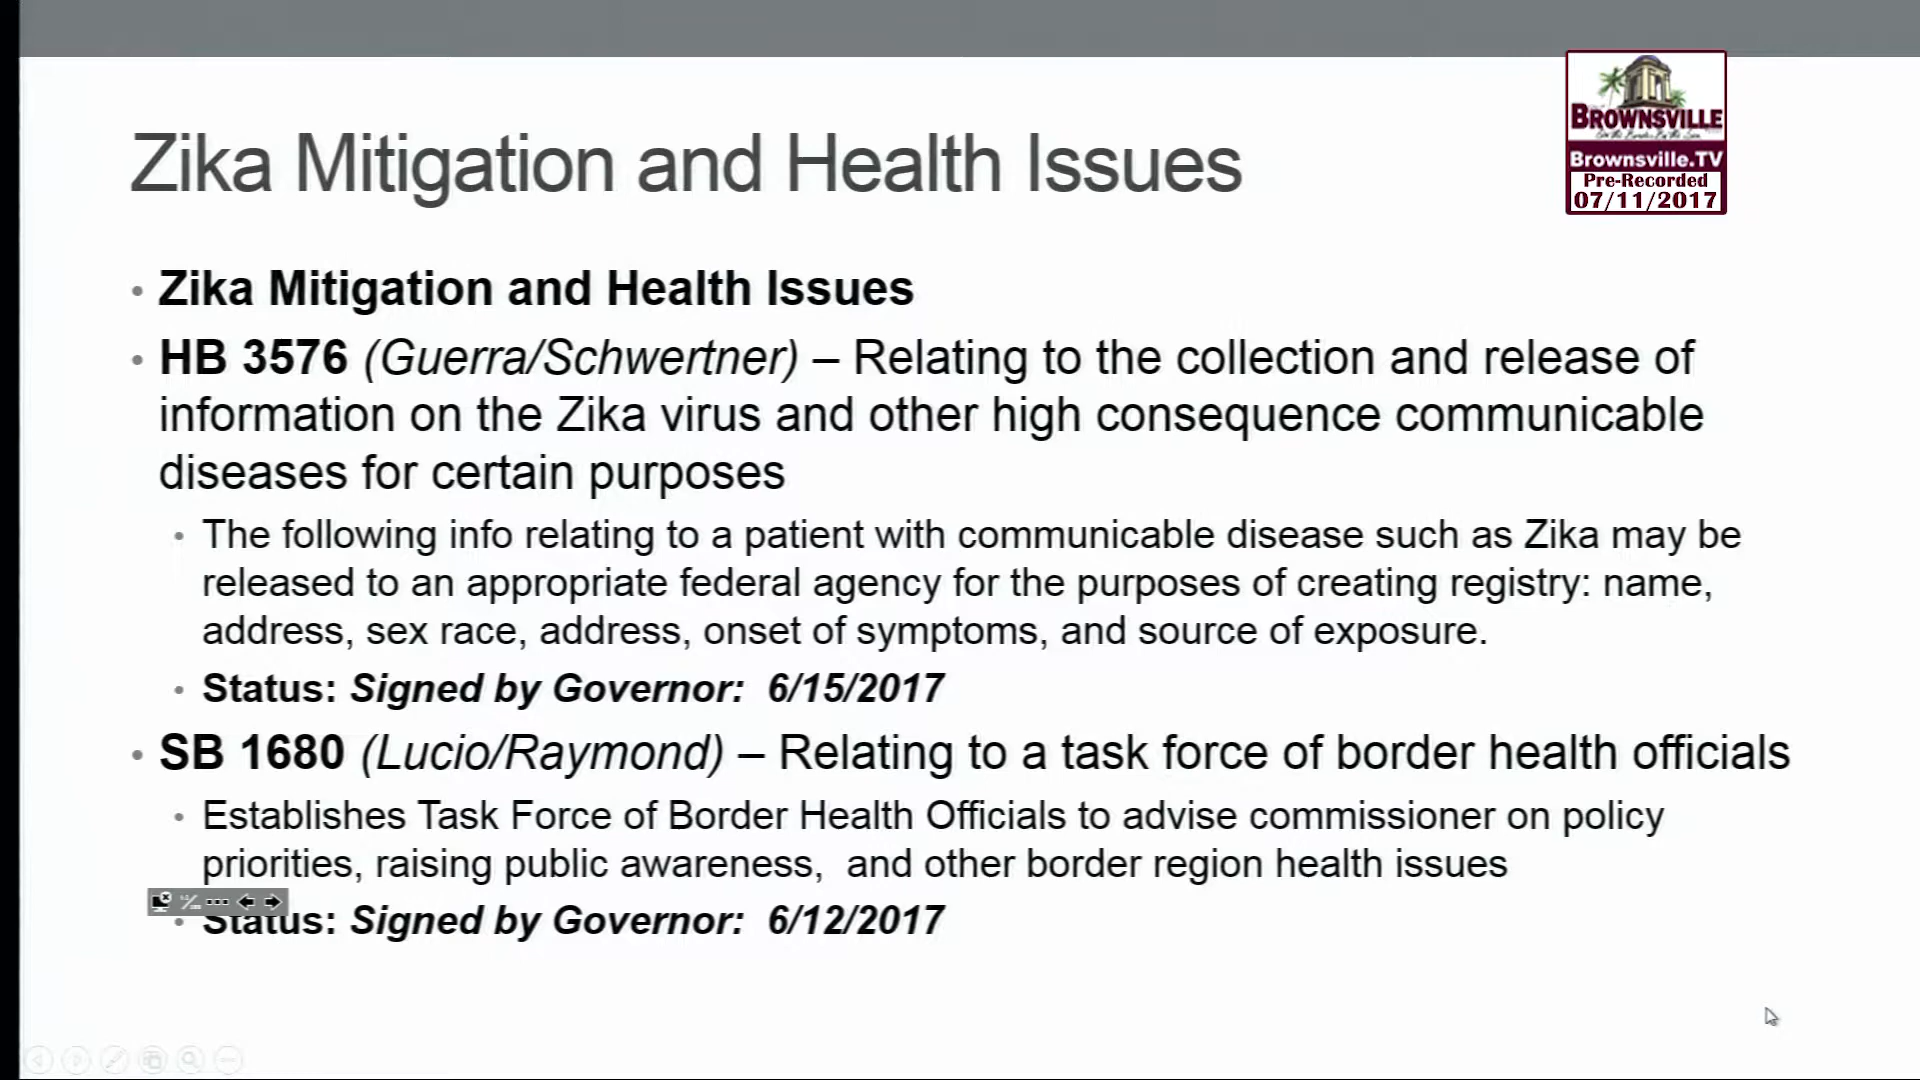 Zika Mitigation and Health Issues
BROWNSVILLE
Brownsville.TV
Pre-Recorded
07/11/2017
• Zika Mitigation and Health Issues
• HB 3576 (Guerra/Schwertner) – Relating to the collection and release of
information on the Zika virus and other high consequence communicable
diseases for certain purposes
• The following info relating to a patient with communicable disease such as Zika may be
released to an appropriate federal agency for the purposes of creating registry: name,
address, sex race, address, onset of symptoms, and source of exposure.
• Status: Signed by Governor: 6/15/2017
• SB 1680 (Lucio/Raymond) – Relating to a task force of border health officials
• Establishes Task Force of Border Health Officials to advise commissioner on policy
priorities, raising public awareness, and other border region health issues
• Status: Signed by Governor: 6/12/2017